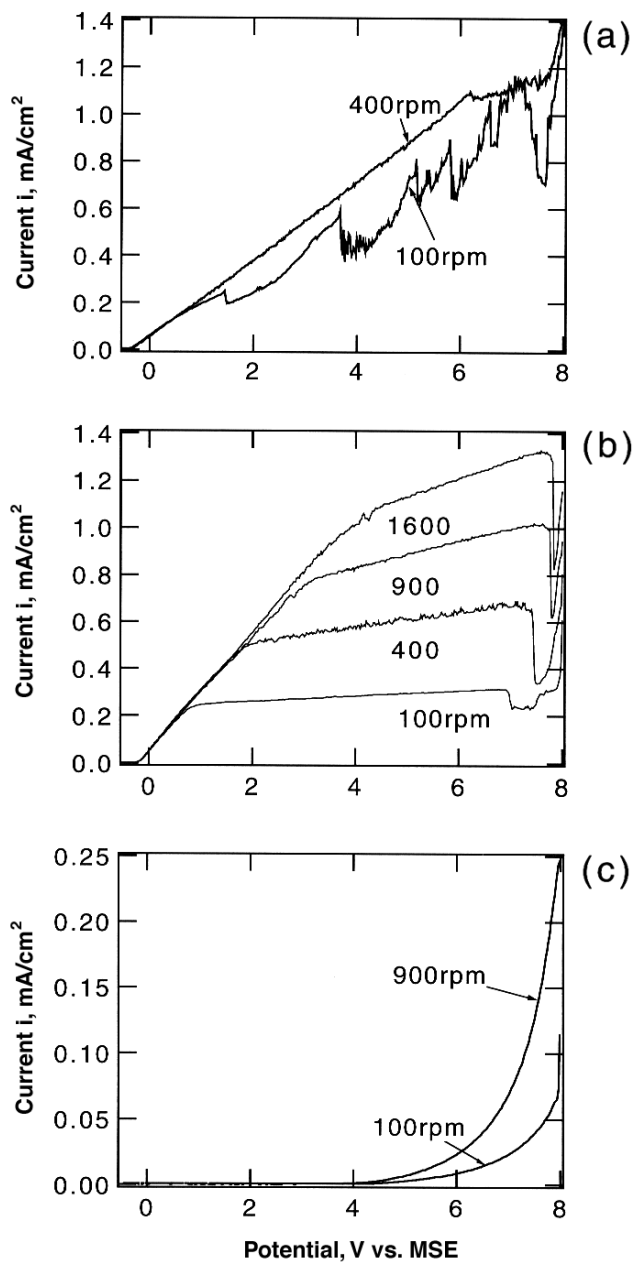 (a)
1.4
1.2
1.0
0.8
0.6
0.4
0.2
0.0
Current i, mA/cm²
400rpm
100rpm
0 2 4 6 8
(b)
1.4
1.2
1.0
0.8
0.6
0.4
0.2
0.0
Current i, mA/cm²
1600
900
400
100rpm
0 2 4 6 8
(c)
0.25
0.20
0.15
0.10
0.05
0.00
Current i, mA/cm²
900rpm
100rpm
0 2 4 6 8
Potential, V vs. MSE